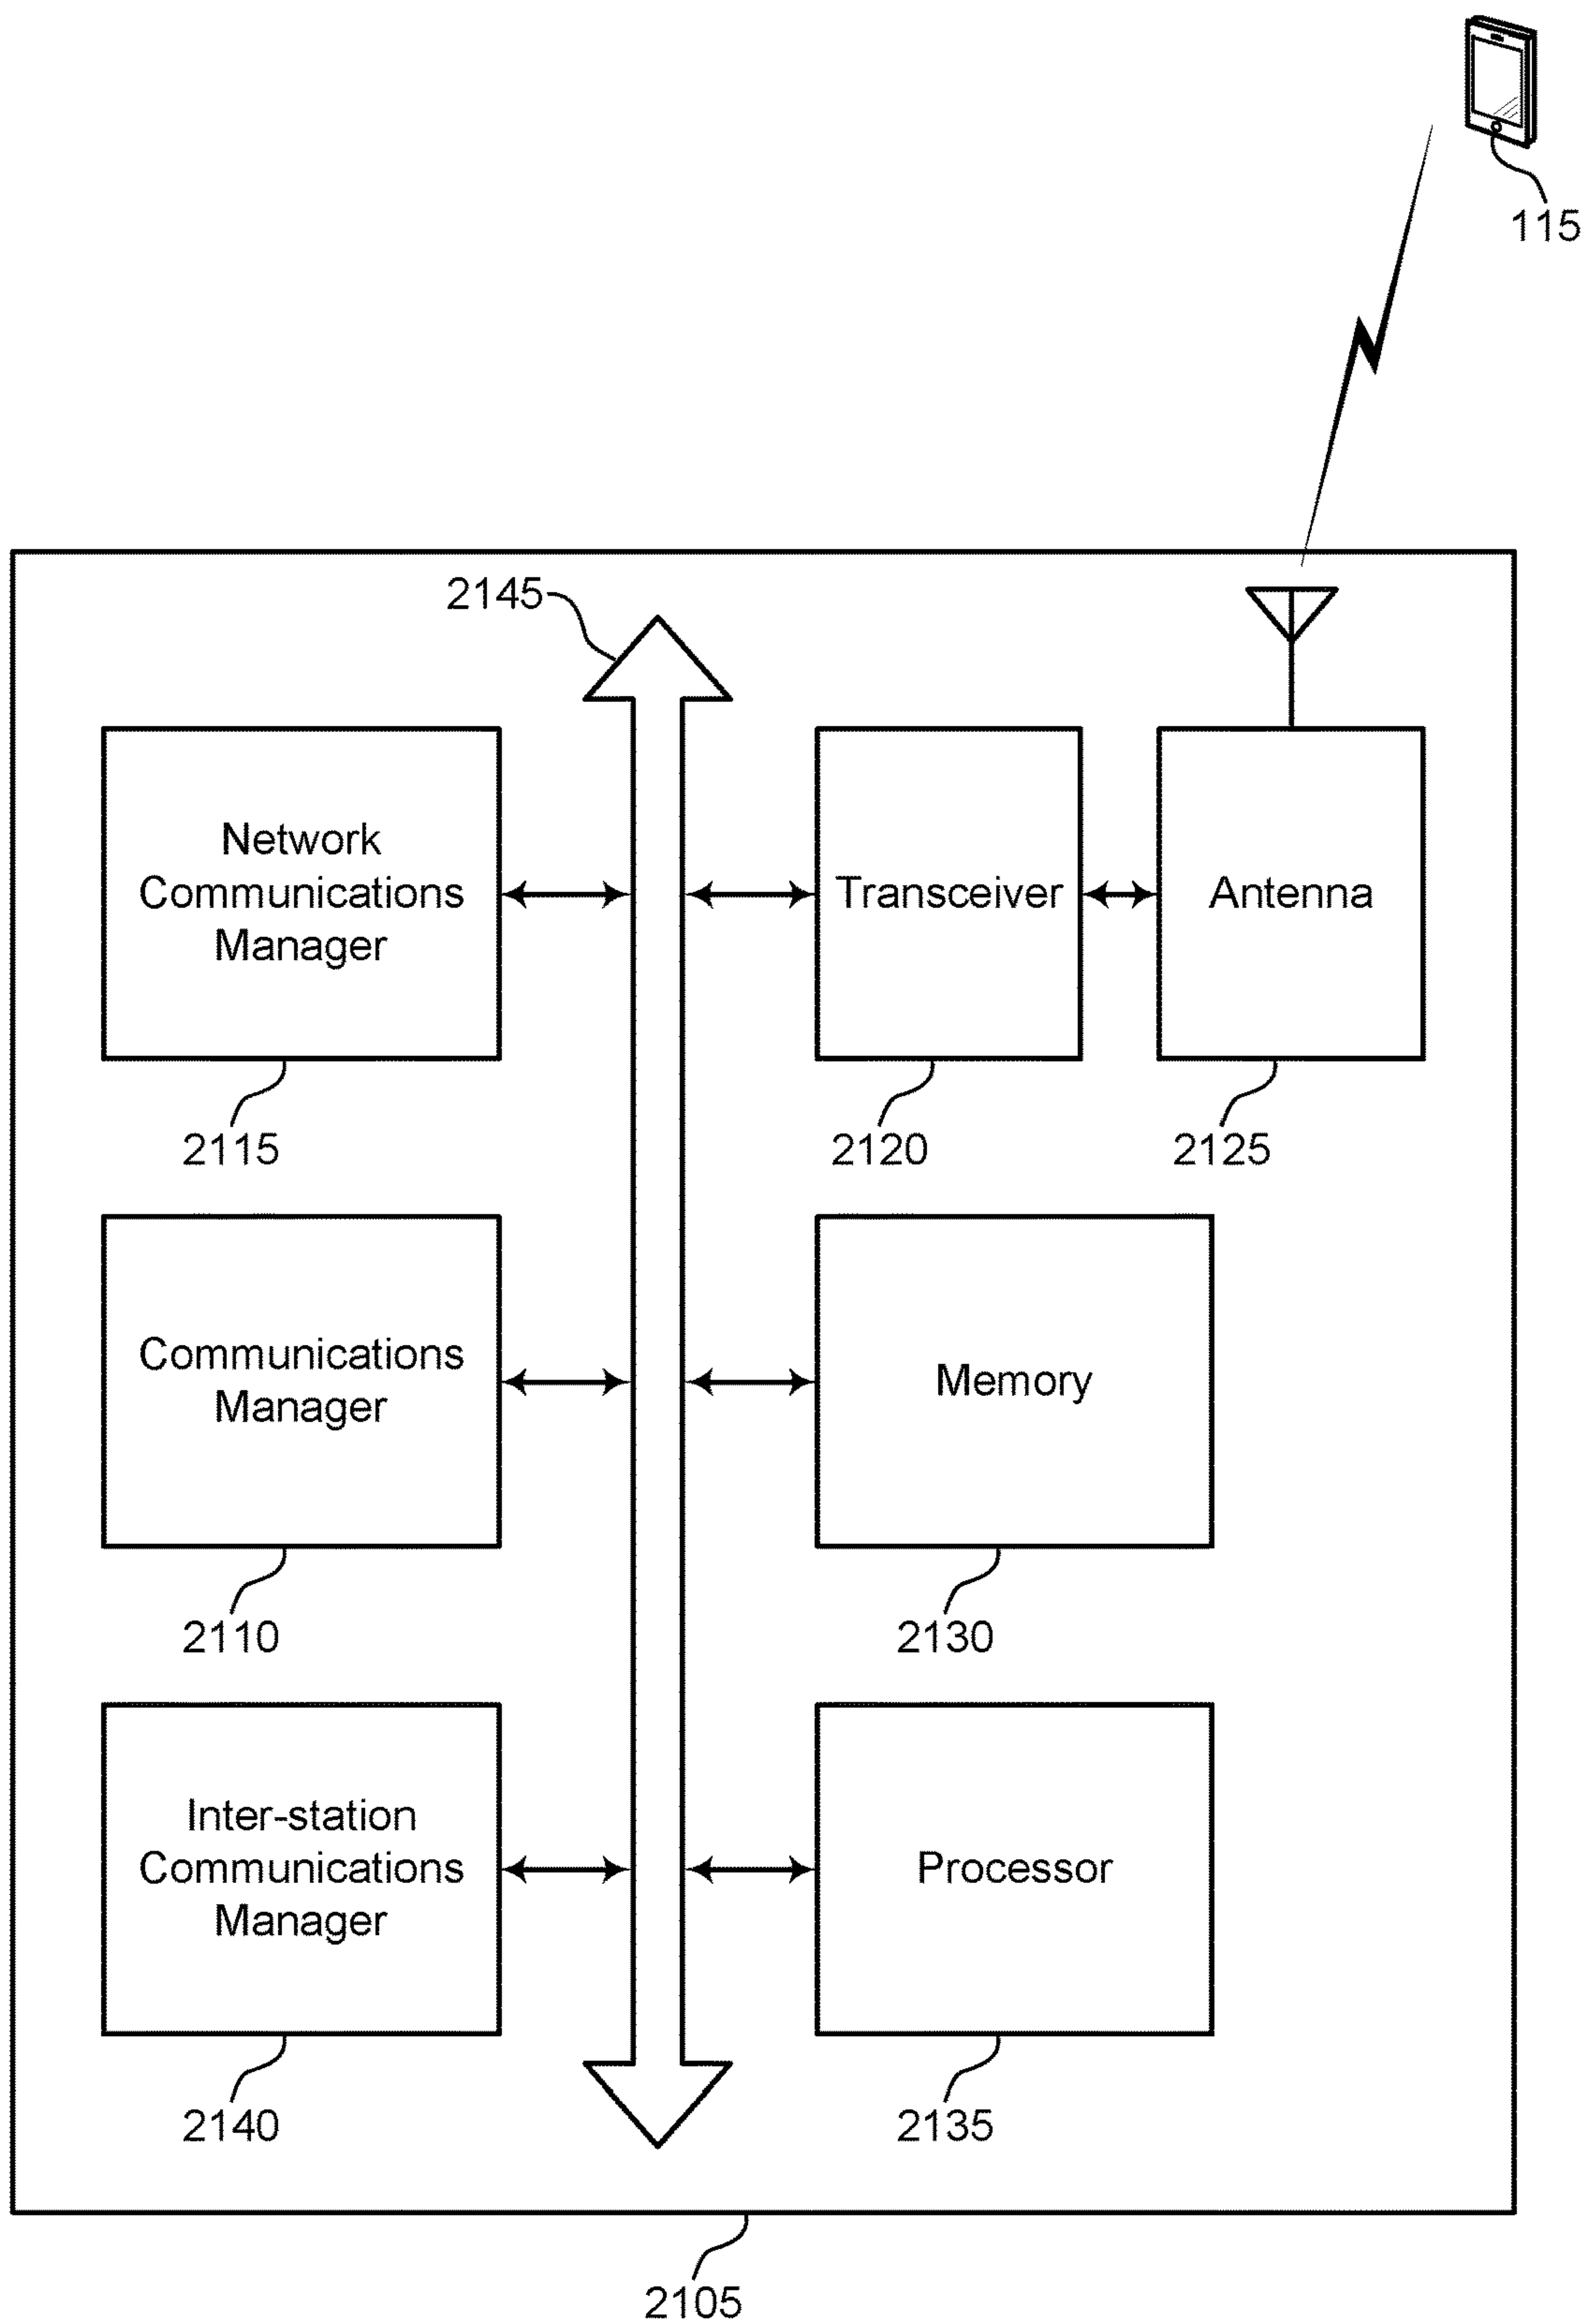 115
2145
Network
Communications
Manager
Transceiver
Antenna
2115
2120
2125
Communications
Manager
Memory
2110
2130
Inter-station
Communications
Manager
Processor
2140
2135
2105